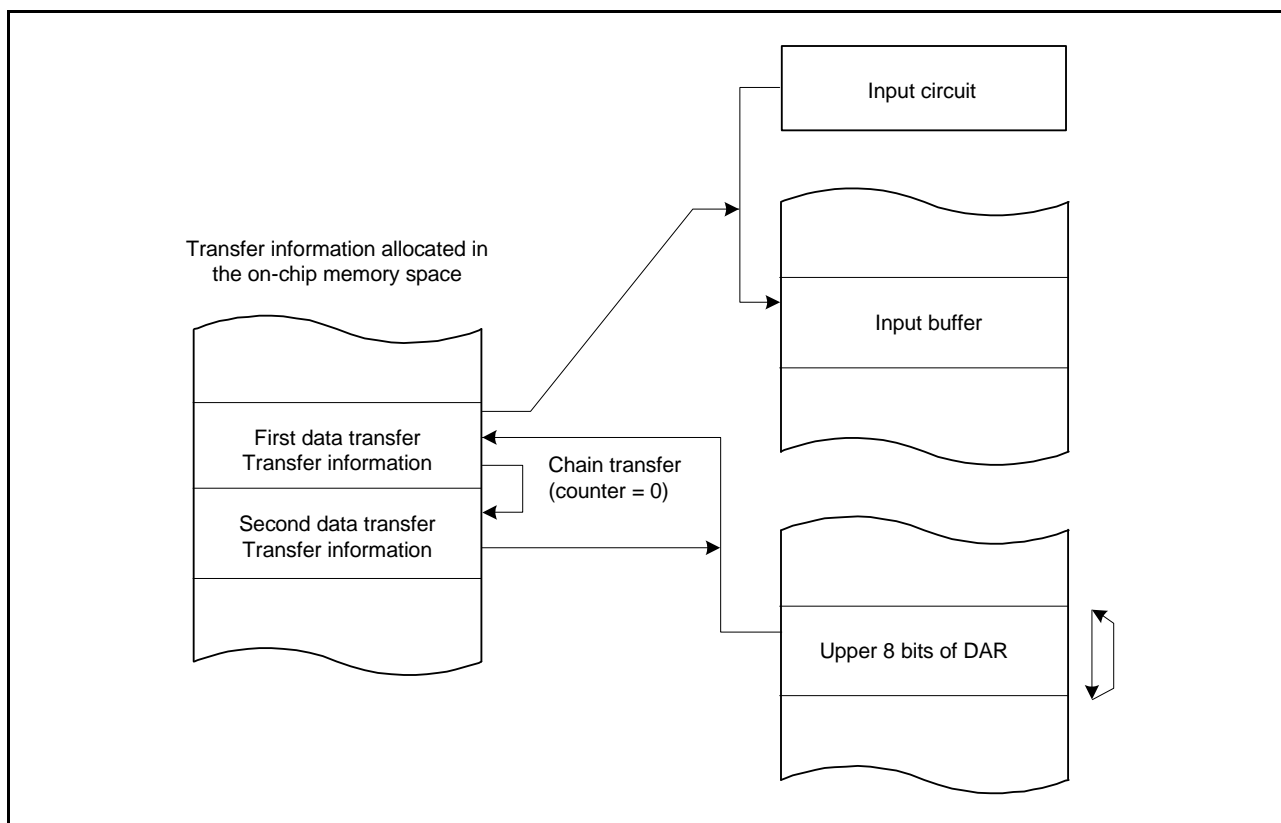 Input circuit
Transfer information allocated in
the on-chip memory space
Input buffer
First data transfer
Transfer information
Chain transfer
(counter = 0)
Second data transfer
Transfer information
Upper 8 bits of DAR